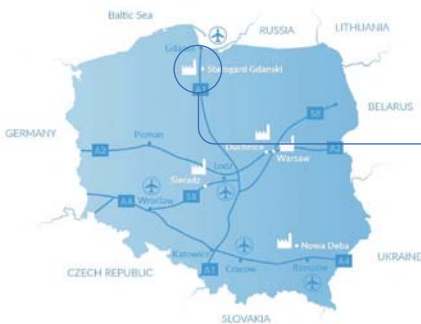 Baltic Sea
RUSSIA
LITHUANIA
Gdansk
Starogard Gdanski
A1
S8
BELARUS
GERMANY
Poznan
A2
Duchnice
Warsaw
A2
Lodz
Sieradz
A4
Wroclaw
S8
Nowa Deba
Katowice
UKRAINE
A1
Cracow
Rzeszow
A4
CZECH REPUBLIC
SLOVAKIA